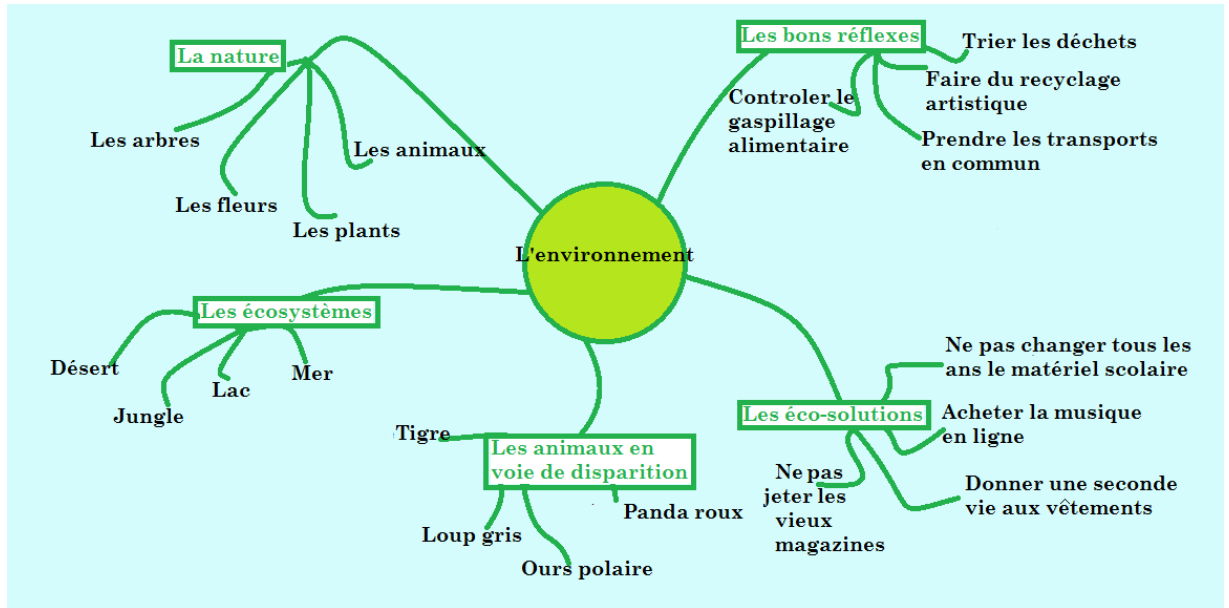 La nature
Les arbres
Les fleurs
Les plants
Les animaux
Les bons réflexes
Trier les déchets
Faire du recyclage
artistique
Prendre les transports
en commun
Controler le
gaspillage
alimentaire
L'environnement
Les écosystèmes
Désert
Jungle
Lac
Mer
Les animaux en
voie de disparition
Tigre
Loup gris
Ours polaire
Panda roux
Les éco-solutions
Ne pas changer tous les
ans le matériel scolaire
Acheter la musique
en ligne
Donner une seconde
vie aux vêtements
Ne pas
jeter les
vieux
magazines